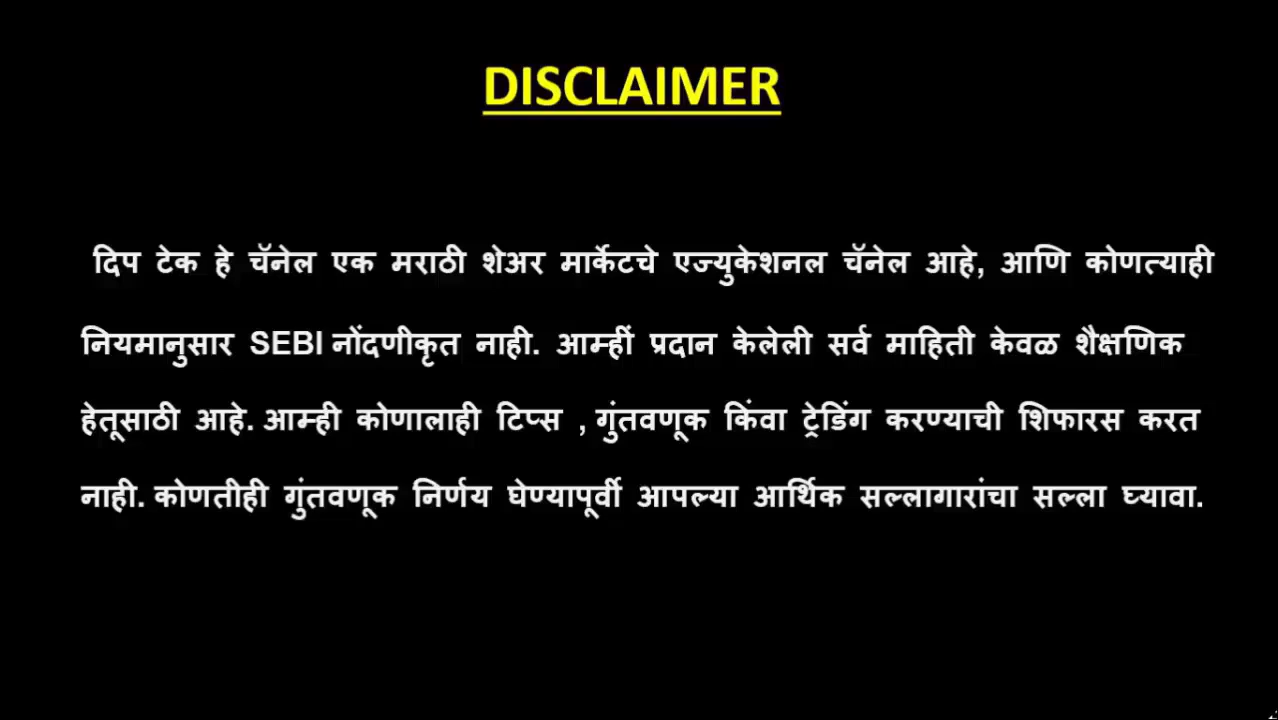 DISCLAIMER
दिप टेक हे चॅनेल एक मराठी शेअर मार्केटचे एज्युकेशनल चॅनेल आहे, आणि कोणत्याही
नियमानुसार SEBI नोंदणीकृत नाही. आम्हीं प्रदान केलेली सर्व माहिती केवळ शैक्षणिक
हेतूसाठी आहे. आम्ही कोणालाही टिप्स , गुंतवणूक किंवा ट्रेडिंग करण्याची शिफारस करत
नाही. कोणतीही गुंतवणूक निर्णय घेण्यापूर्वी आपल्या आर्थिक सल्लागारांचा सल्ला घ्यावा.